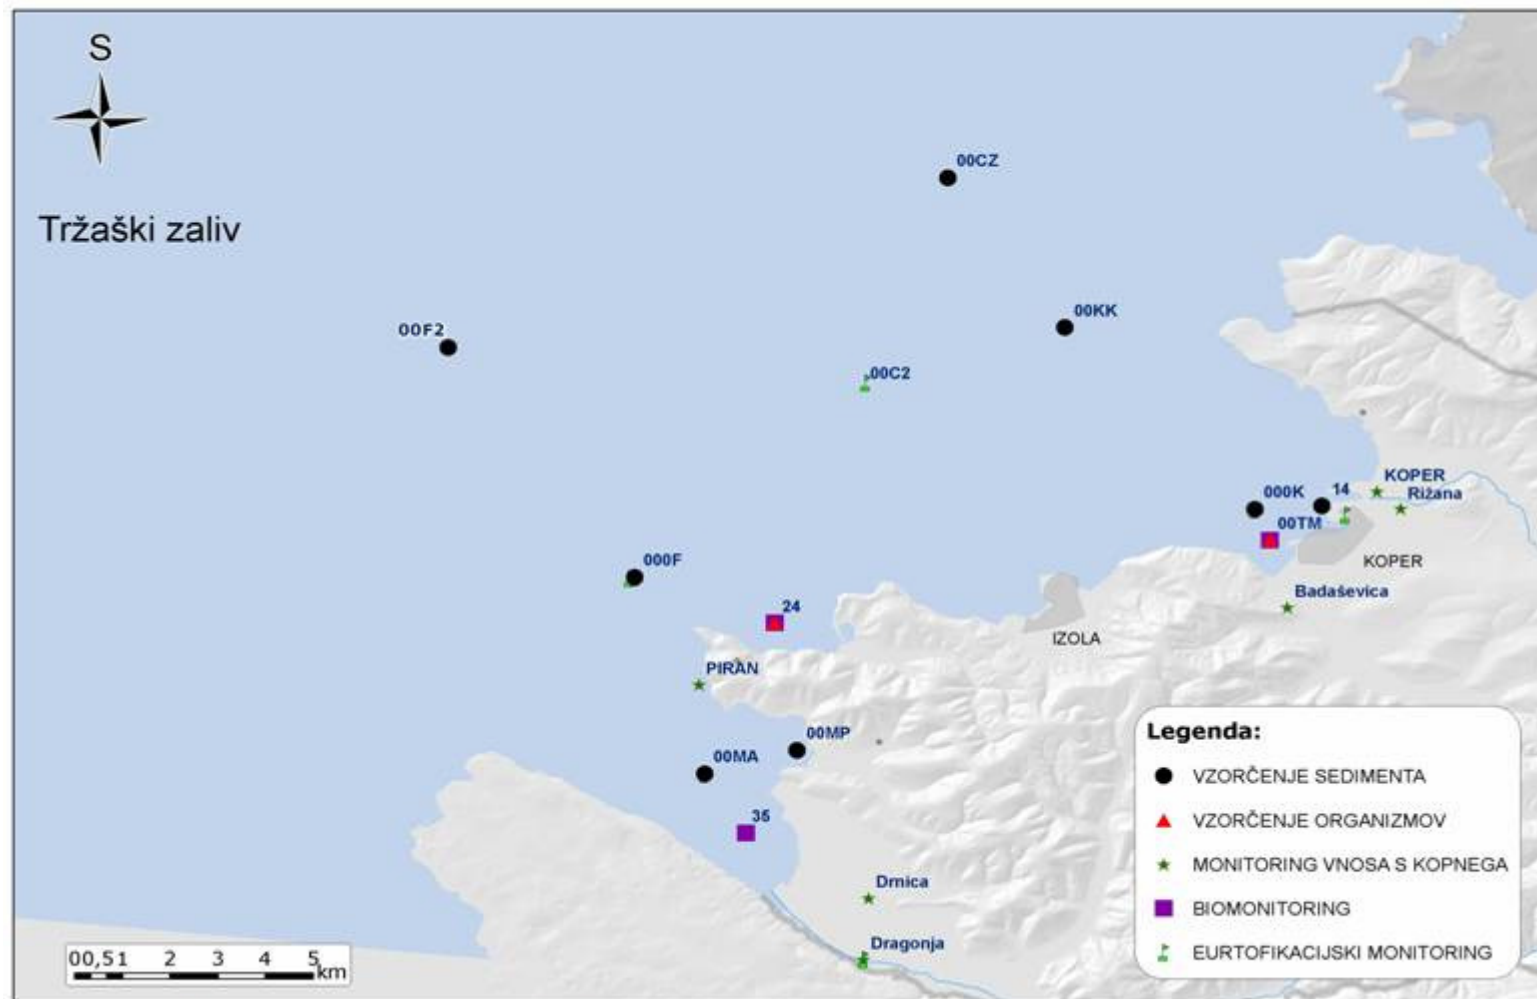 S
00CZ
Tržaški zaliv
00KK
00F2
00C2
KOPER
000K
14
Rižana
00TM
KOPER
000F
Badaševica
24
IZOLA
PIRAN
00MP
Legenda:
00MA
VZORČENJE SEDIMENTA
35
VZORČENJE ORGANIZMOV
MONITORING VNOSA S KOPNEGA
Drnica
BIOMONITORING
Dragonja
EURTOFIKACIJSKI MONITORING
00,51 2 3 4 5 km